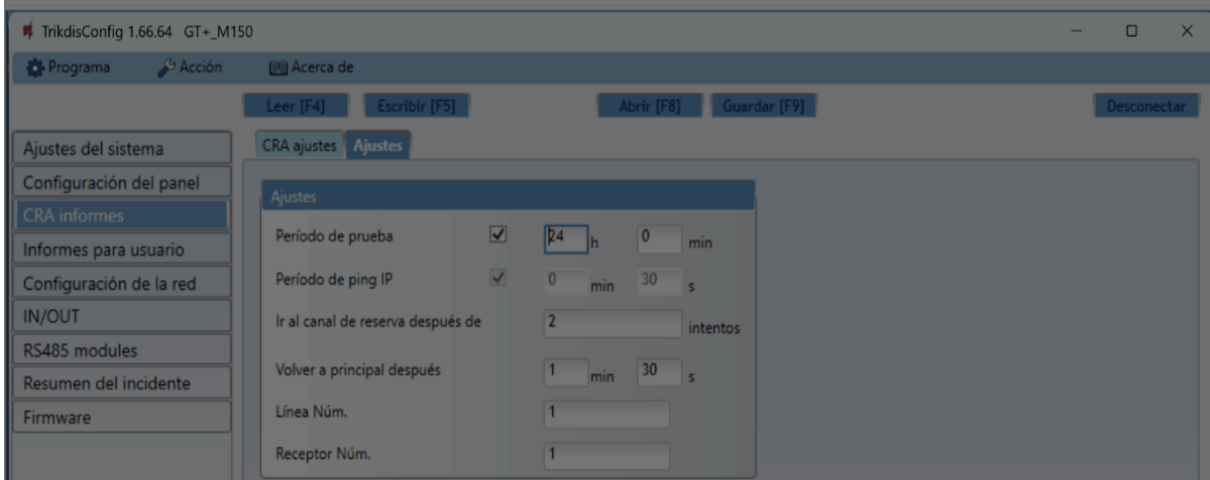 TrikdisConfig 1.66.64 GT+_M150
Programa Acción Acerca de
Leer [F4] Escribir [F5] Abrir [F8] Guardar [F9] Desconectar
Ajustes del sistema
Configuración del panel
CRA informes
Informes para usuario
Configuración de la red
IN/OUT
RS485 modules
Resumen del incidente
Firmware
CRA ajustes Ajustes
Ajustes
Período de prueba 24 h 0 min
Período de ping IP 0 min 30 s
Ir al canal de reserva después de 2 intentos
Volver a principal después 1 min 30 s
Línea Núm. 1
Receptor Núm. 1